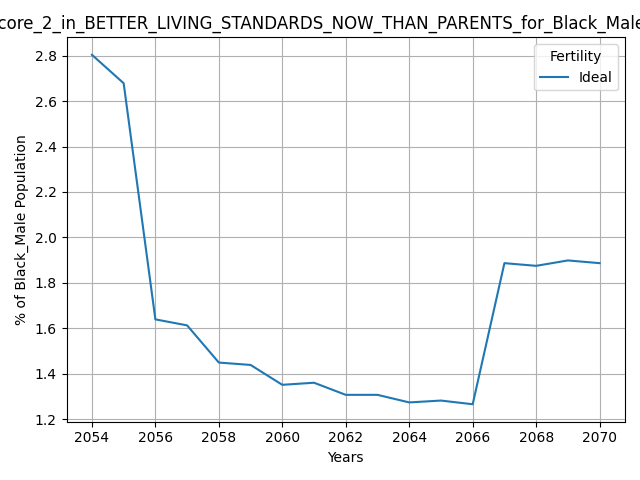 core_2_in_BETTER_LIVING_STANDARDS_NOW_THAN_PARENTS_for_Black_Male
Fertility
Ideal
% of Black_Male Population
2.8
2.6
2.4
2.2
2.0
1.8
1.6
1.4
1.2
2054 2056 2058 2060 2062 2064 2066 2068 2070
Years